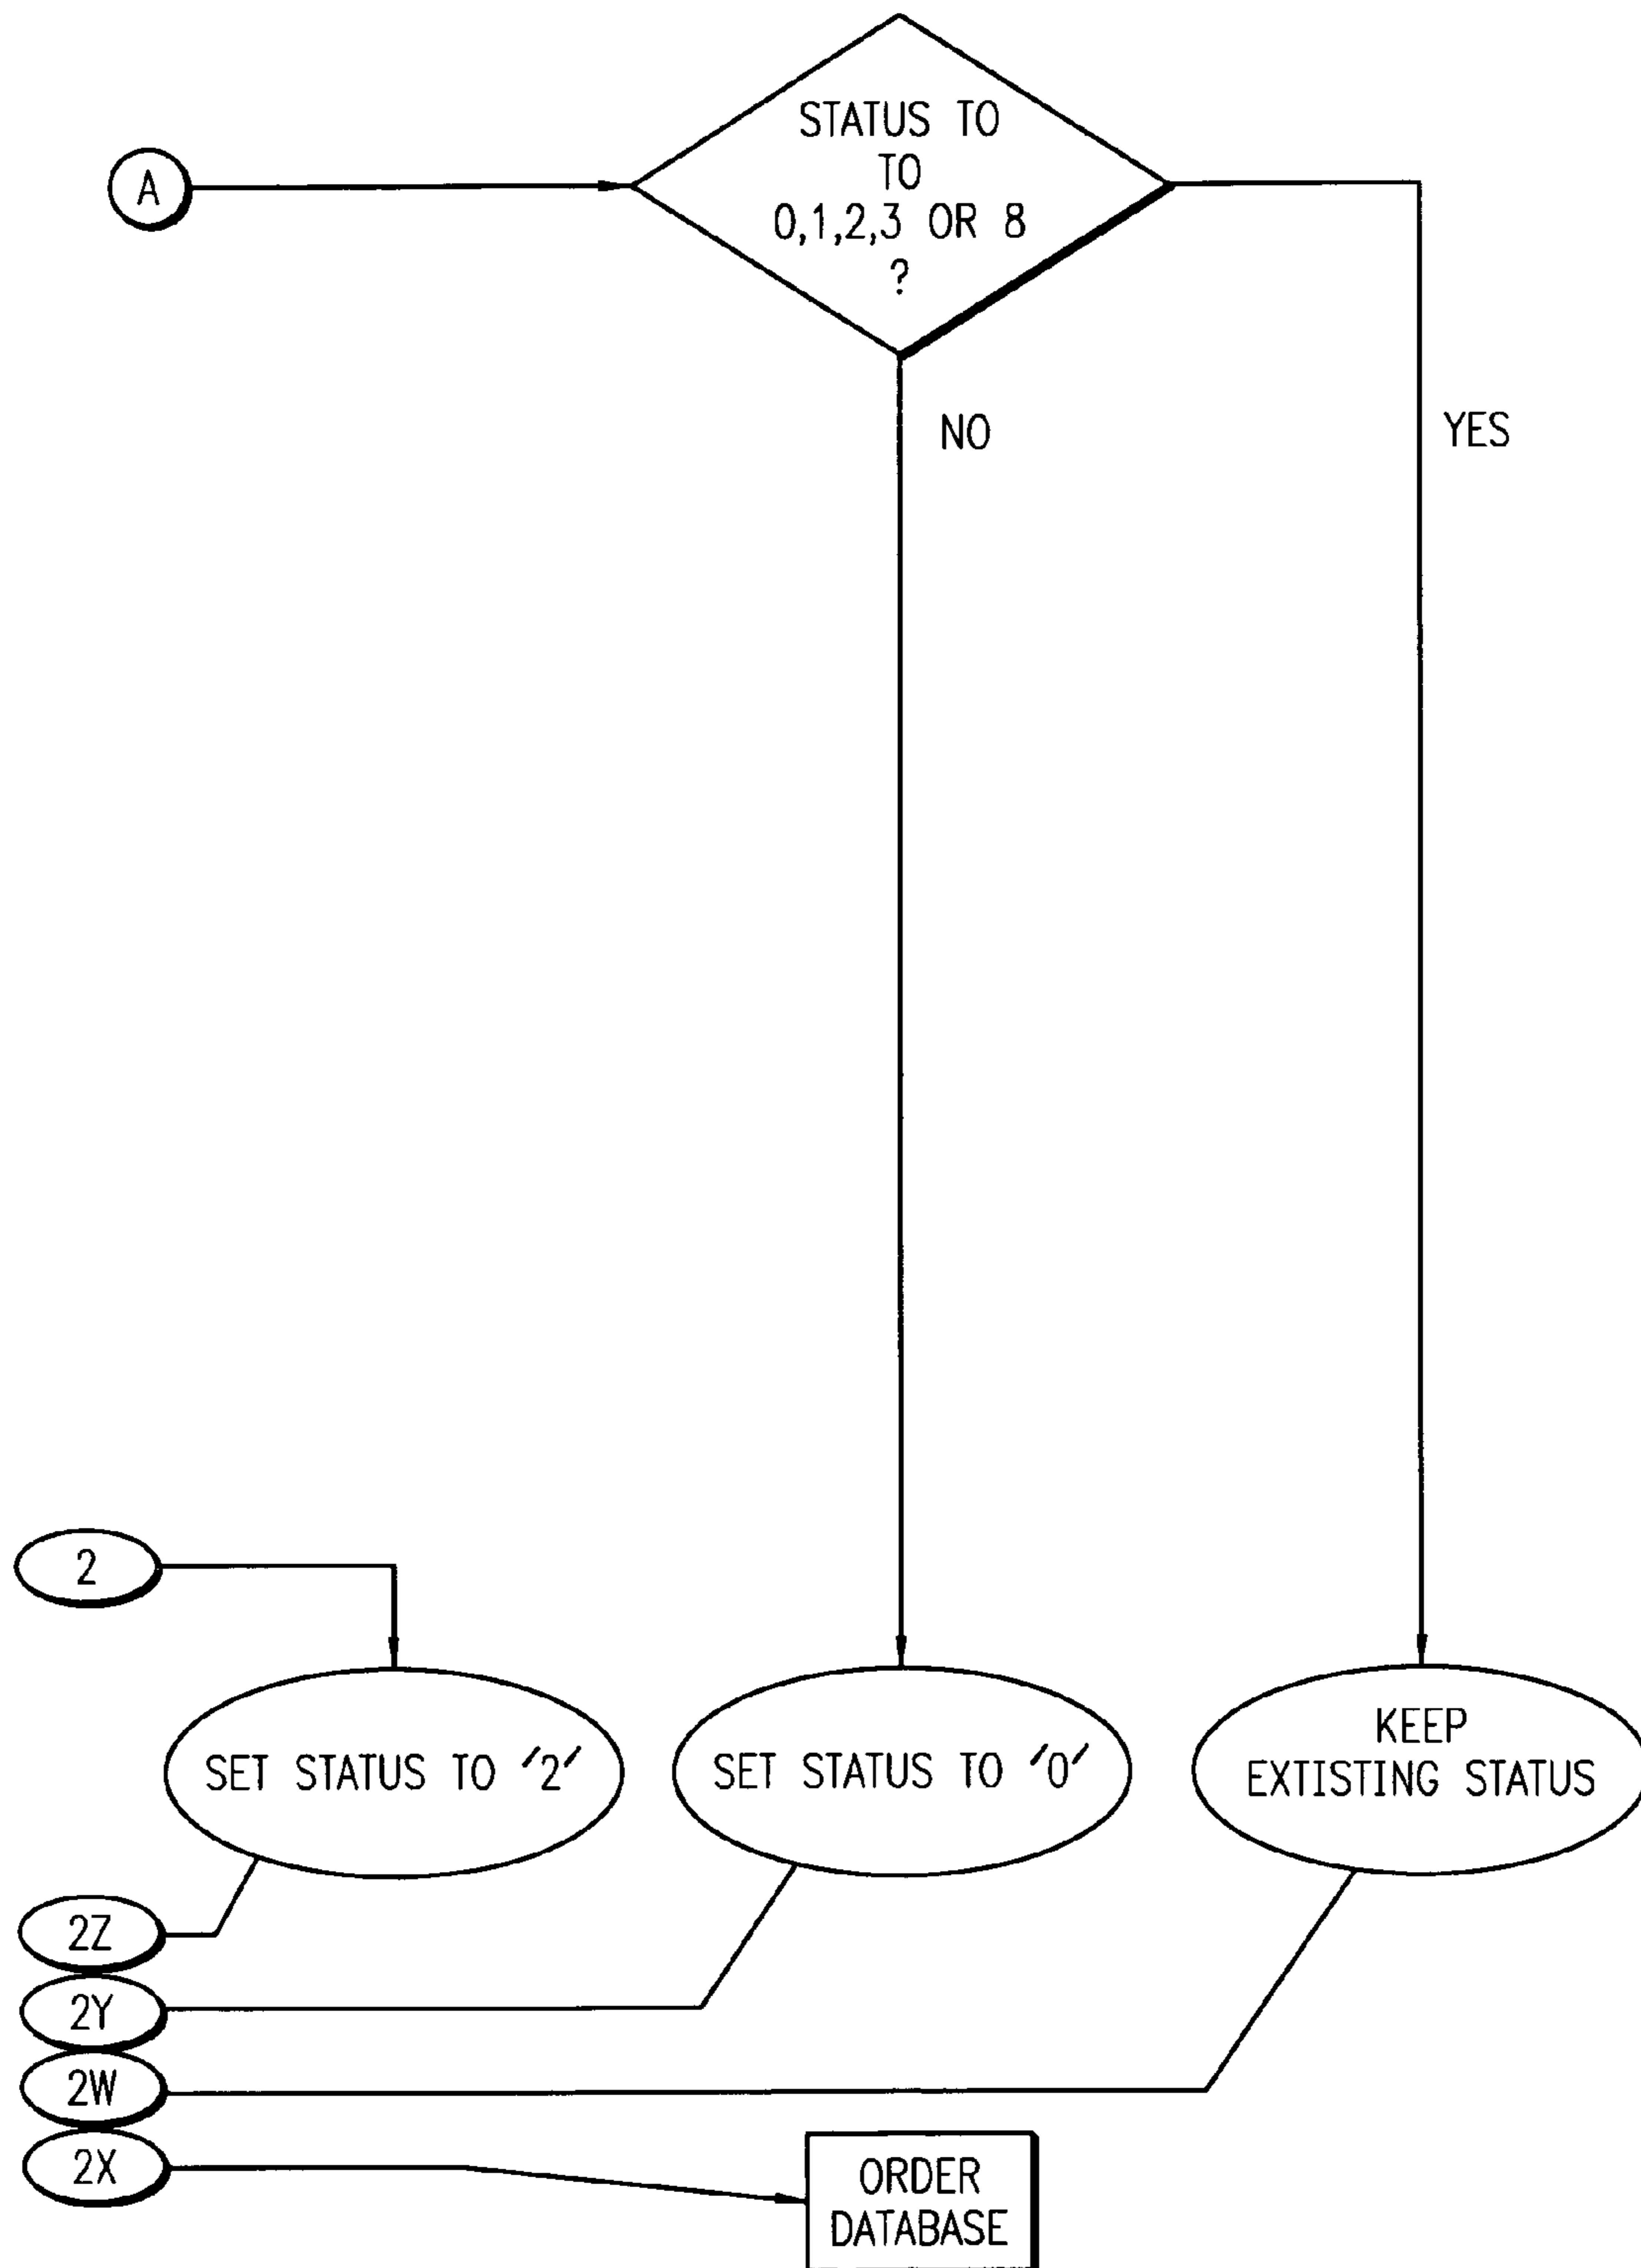 STATUS TO
A
TO
0,1,2,3 OR 8
?
NO
YES
2
SET STATUS TO '2'
SET STATUS TO '0'
KEEP
EXTISTING STATUS
2Z
2Y
2W
2X
ORDER
DATABASE